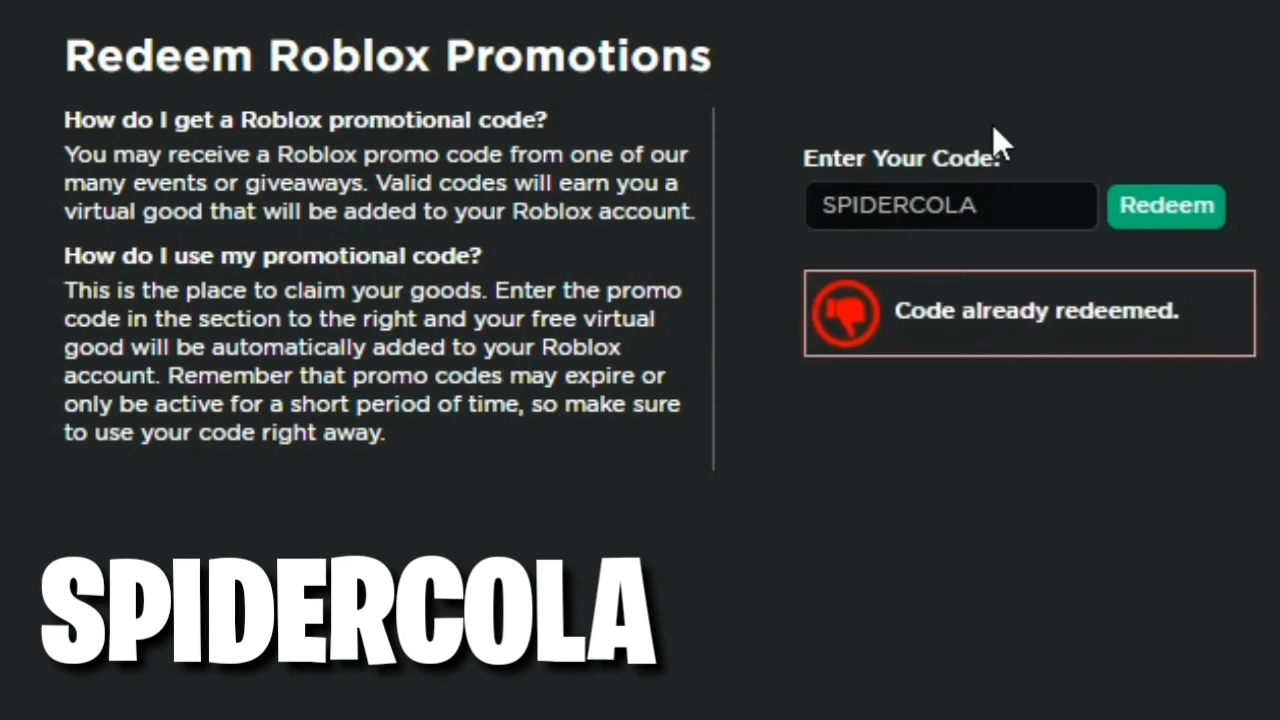 Redeem Roblox Promotions
How do I get a Roblox promotional code?
You may receive a Roblox promo code from one of our
many events or giveaways. Valid codes will earn you a
virtual good that will be added to your Roblox account.
How do I use my promotional code?
This is the place to claim your goods. Enter the promo
code in the section to the right and your free virtual
good will be automatically added to your Roblox
account. Remember that promo codes may expire or
only be active for a short period of time, so make sure
to use your code right away.
Enter Your Code:
SPIDERCOLA
Redeem
Code already redeemed.
SPIDERCOLA